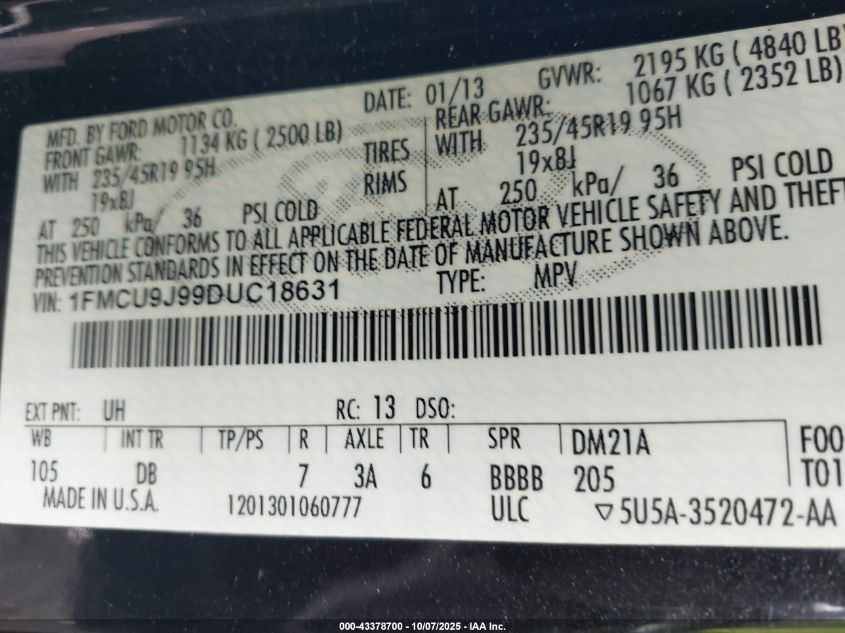 MFD. BY FORD MOTOR CO. DATE: 01/13 GVWR: 2195 KG ( 4840 LB)
FRONT GAWR: 1134 KG ( 2500 LB) REAR GAWR: 1067 KG ( 2352 LB)
WITH 235/45R19 95H TIRES WITH 235/45R19 95H
19x8J RIMS 19x8J
AT 250 kPa/ 36 PSI COLD AT 250 kPa/ 36 PSI COLD
THIS VEHICLE CONFORMS TO ALL APPLICABLE FEDERAL MOTOR VEHICLE SAFETY AND THEFT
PREVENTION STANDARDS IN EFFECT ON THE DATE OF MANUFACTURE SHOWN ABOVE.
VIN: 1FMCU9J99DUC18631 TYPE: MPV
EXT PNT: UH RC: 13 DSO:
WB INT TR TP/PS R AXLE TR SPR DM21A F00
105 DB 7 3A 6 BBBB 205 T01
MADE IN U.S.A. 1201301060777 ULC ▽5U5A-3520472-AA
000-43378700 - 10/07/2025 - IAA Inc.